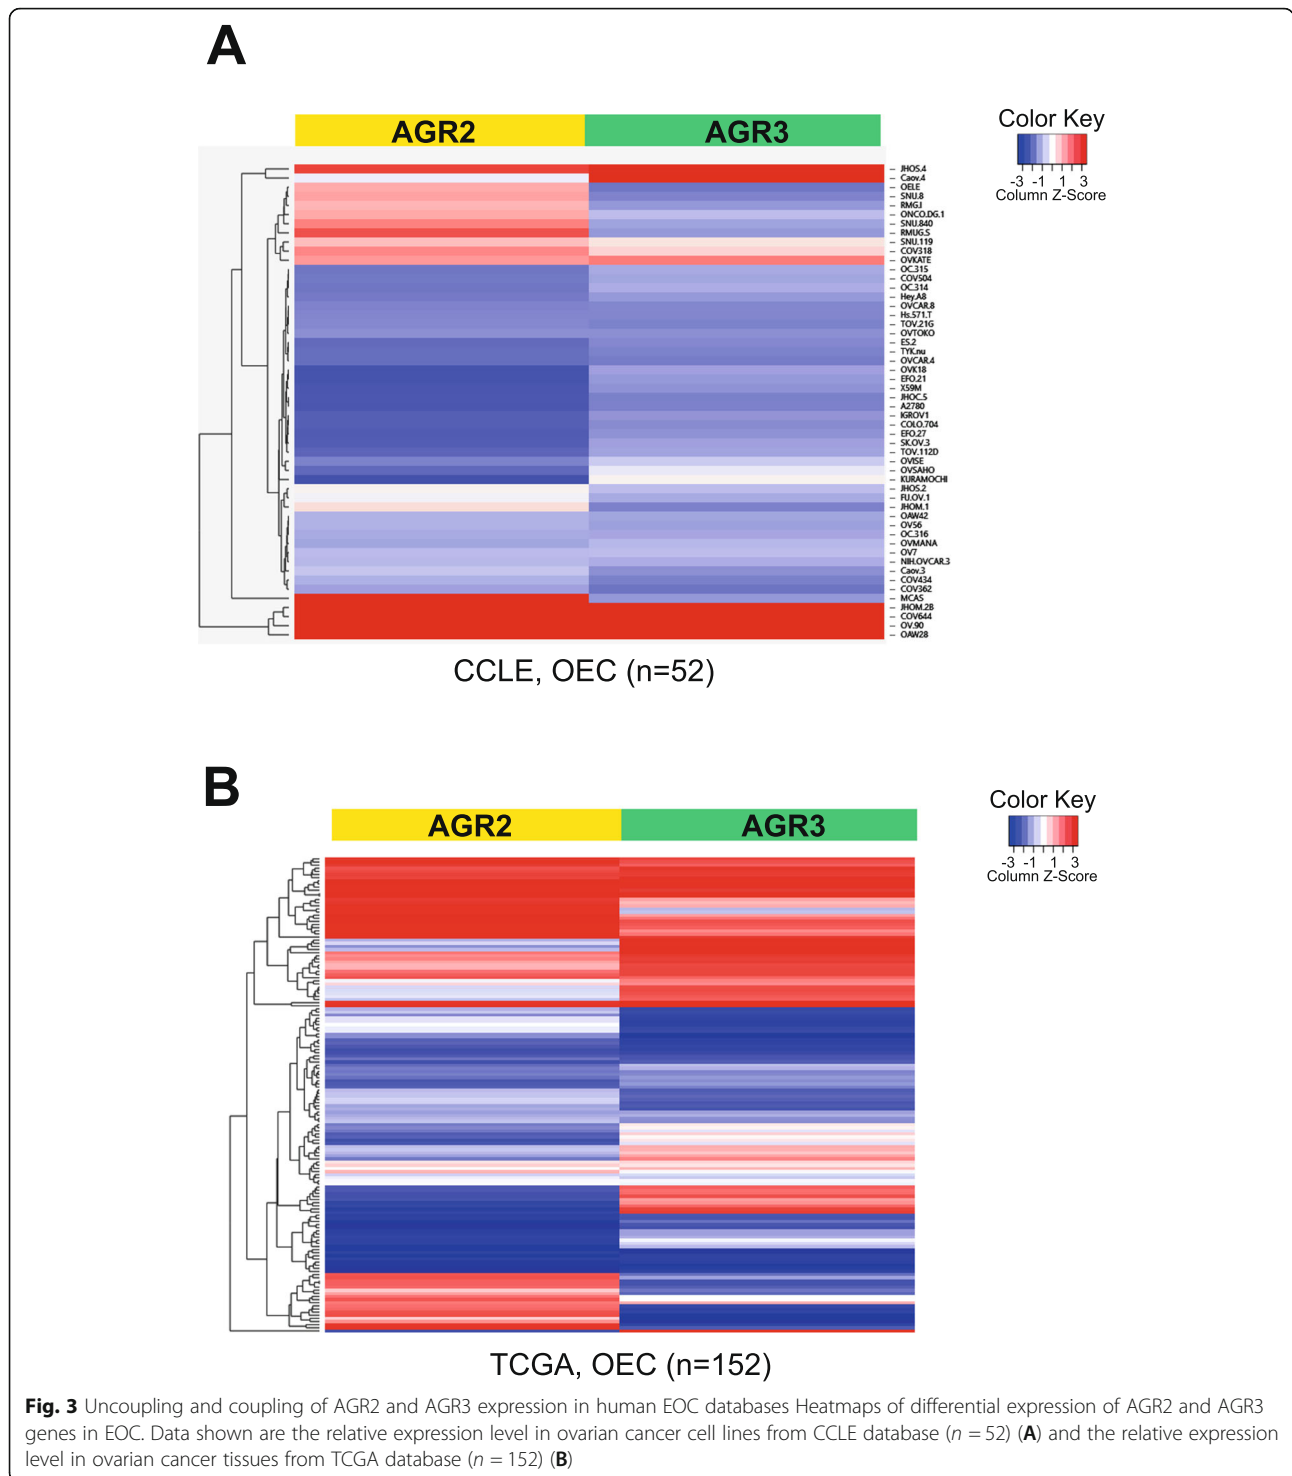 A
AGR2 AGR3
Color Key
-3 -1 1 3
Column Z-Score
JHOS.4
Caov.4
OELE
SNU.8
RMG.I
ONCO.DG.1
SNU.840
RMUG.S
SNU.119
COV318
OVKATE
OC.315
COV504
OC.314
Hey.A8
OVCAR.8
Hs.571.T
TOV.21G
OVTOKO
ES.2
TYK.nu
OVCAR.4
OVK18
EFO.21
X59M
JHOC.5
A2780
IGROV1
COLO.704
EFO.27
SK.OV.3
TOV.112D
OVISE
OVSAHO
KURAMOCHI
JHOS.2
FU.OV.1
JHOM.1
OAW42
OV56
OC.316
OVMANA
OV7
NIH.OVCAR.3
Caov.3
COV434
COV362
MCAS
JHOM.2B
COV644
OV.90
OAW28
CCLE, OEC (n=52)
B
AGR2 AGR3
Color Key
-3 -1 1 3
Column Z-Score
TCGA, OEC (n=152)
Fig. 3 Uncoupling and coupling of AGR2 and AGR3 expression in human EOC databases Heatmaps of differential expression of AGR2 and AGR3
genes in EOC. Data shown are the relative expression level in ovarian cancer cell lines from CCLE database (n = 52) (A) and the relative expression
level in ovarian cancer tissues from TCGA database (n = 152) (B)